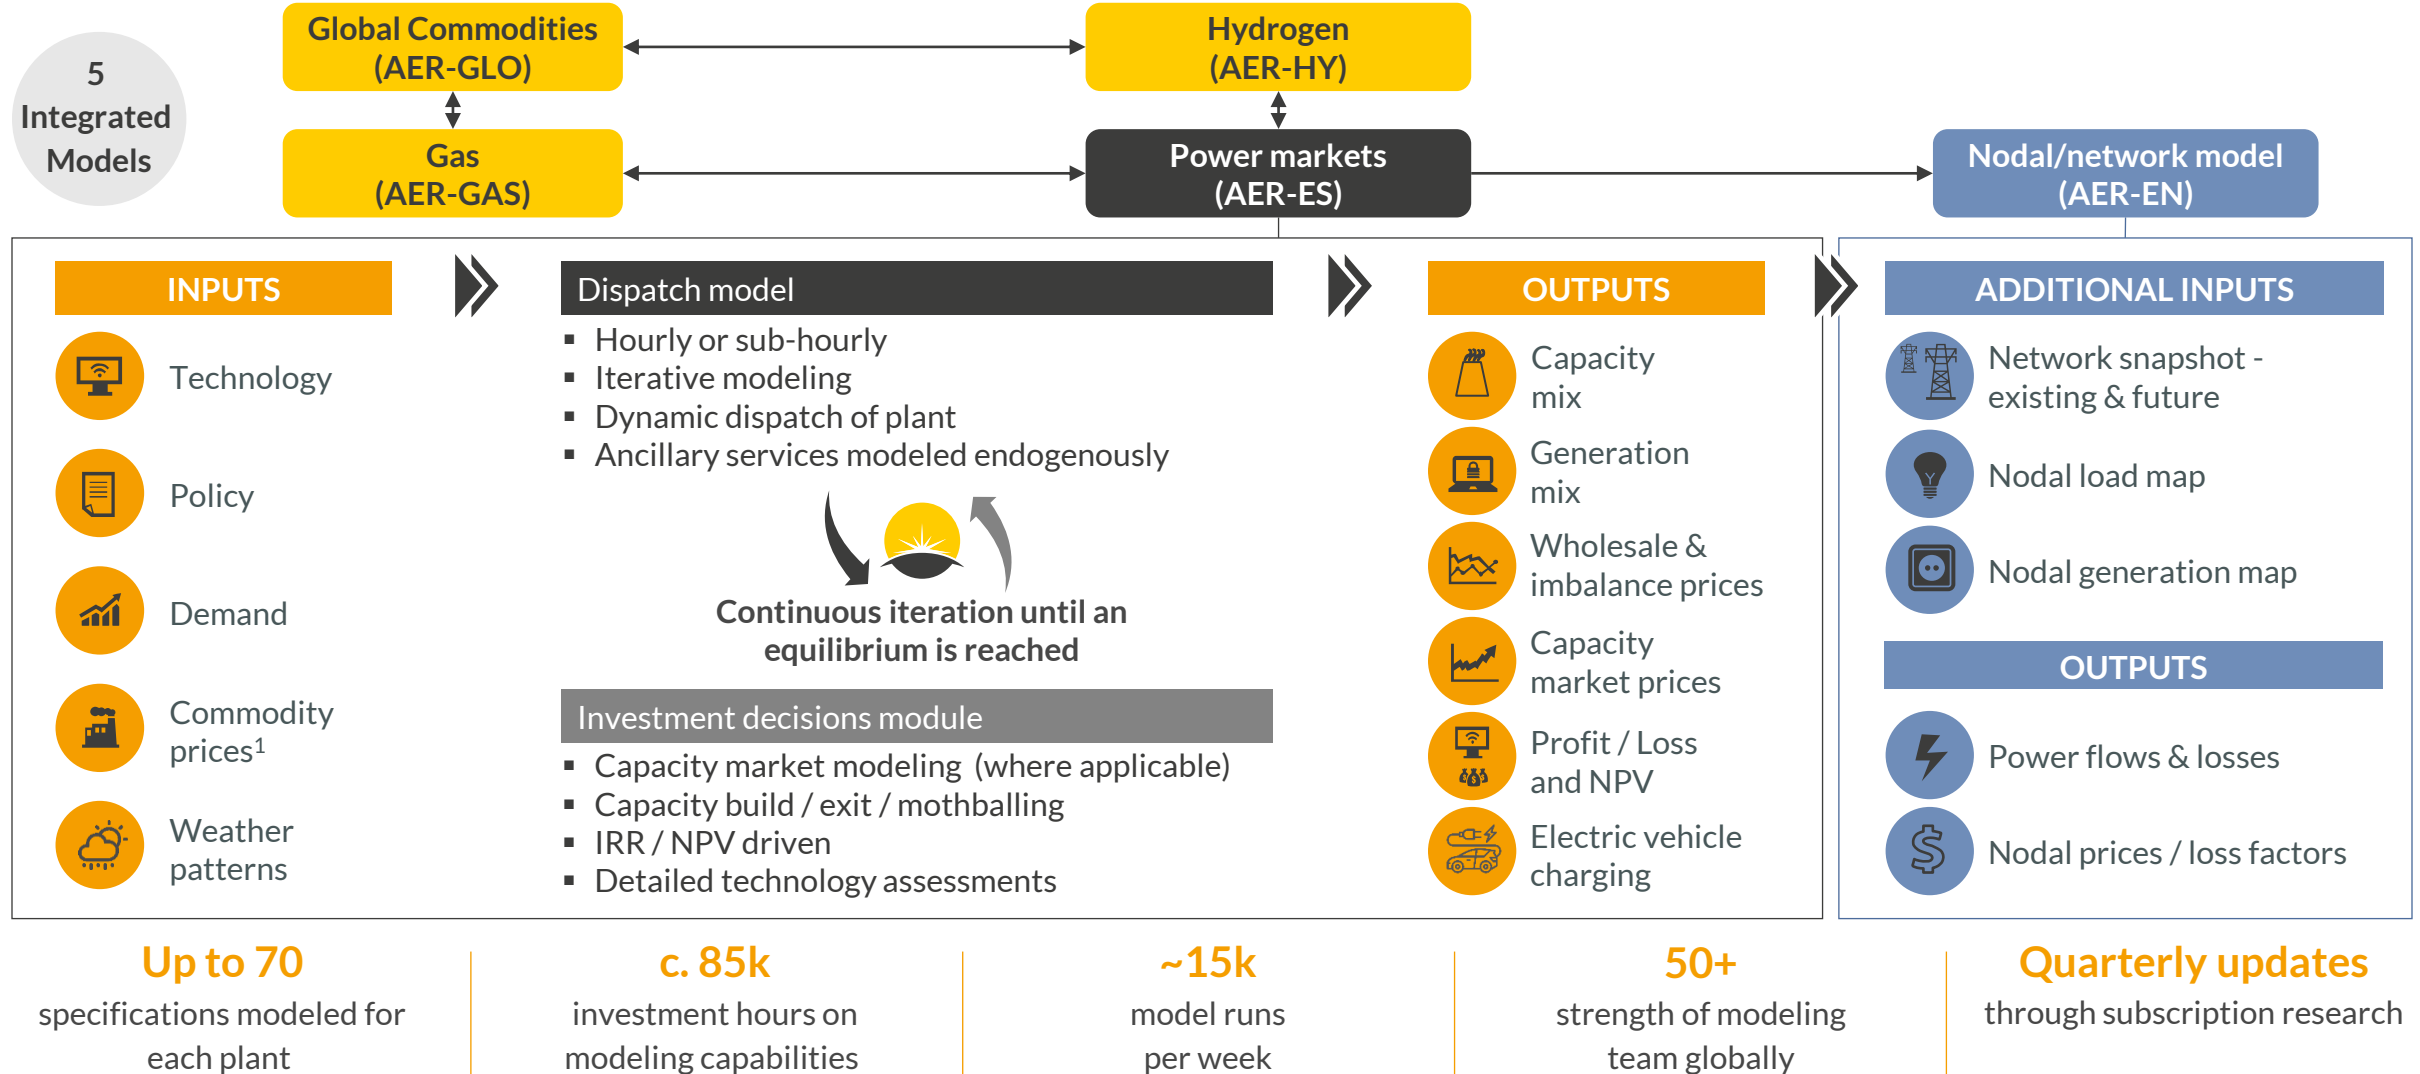 5
Integrated
Models
Global Commodities
(AER-GLO)
Hydrogen
(AER-HY)
Gas
(AER-GAS)
Power markets
(AER-ES)
Nodal/network model
(AER-EN)
INPUTS
Technology
Policy
Demand
Commodity
prices¹
Weather
patterns
Dispatch model
▪ Hourly or sub-hourly
▪ Iterative modeling
▪ Dynamic dispatch of plant
▪ Ancillary services modeled endogenously
Continuous iteration until an
equilibrium is reached
Investment decisions module
▪ Capacity market modeling (where applicable)
▪ Capacity build / exit / mothballing
▪ IRR / NPV driven
▪ Detailed technology assessments
OUTPUTS
Capacity
mix
Generation
mix
Wholesale &
imbalance prices
Capacity
market prices
Profit / Loss
and NPV
Electric vehicle
charging
ADDITIONAL INPUTS
Network snapshot -
existing & future
Nodal load map
Nodal generation map
OUTPUTS
Power flows & losses
Nodal prices / loss factors
Up to 70
specifications modeled for
each plant
c. 85k
investment hours on
modeling capabilities
~15k
model runs
per week
50+
strength of modeling
team globally
Quarterly updates
through subscription research